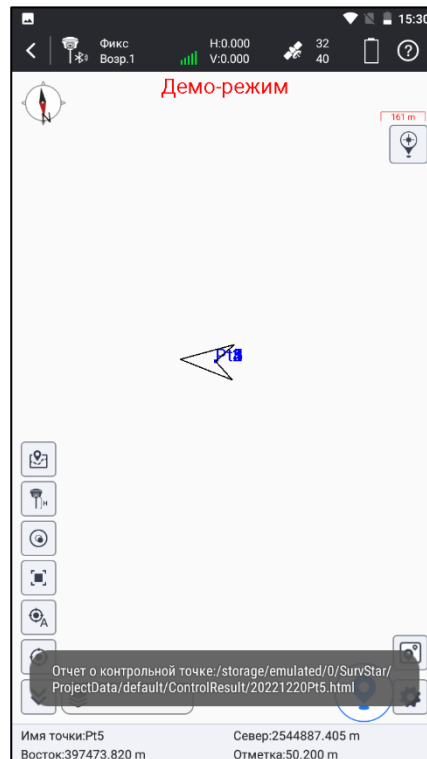 15:30
Фикс
H:0.000
32
Возр.1
V:0.000
40
?
Демо-режим
N
161 m
H
A
Отчет о контрольной точке:/storage/emulated/0/SurvStar/
ProjectData/default/ControlResult/20221220Pt5.html
Имя точки:Pt5
Север:2544887.405 m
Восток:397473.820 m
Отметка:50.200 m